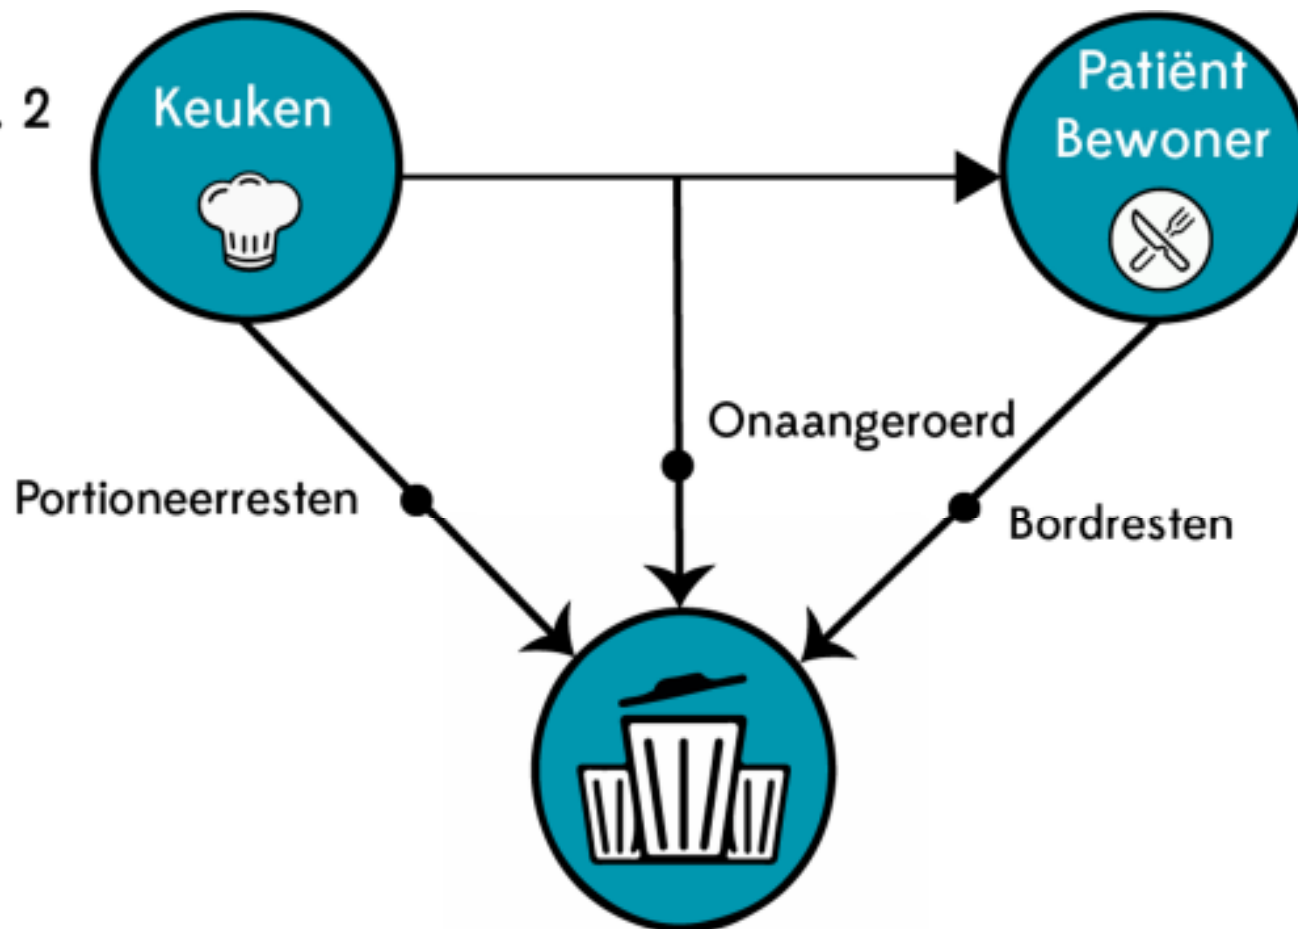 2
Keuken
Patiënt
Bewoner
Onaangeroerd
Portioneerresten
Bordresten